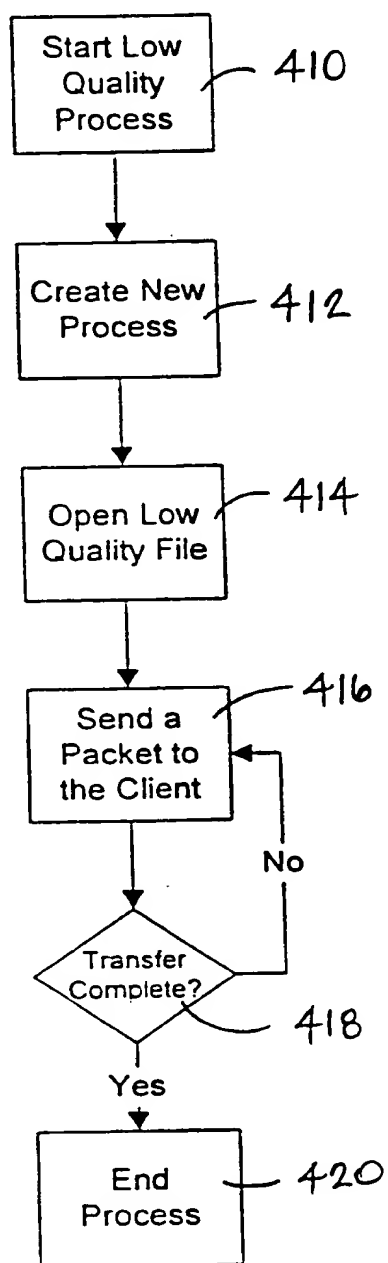 Start Low
Quality
Process
410
Create New
Process
412
Open Low
Quality File
414
Send a
Packet to
the Client
416
No
Transfer
Complete?
418
Yes
End
Process
420